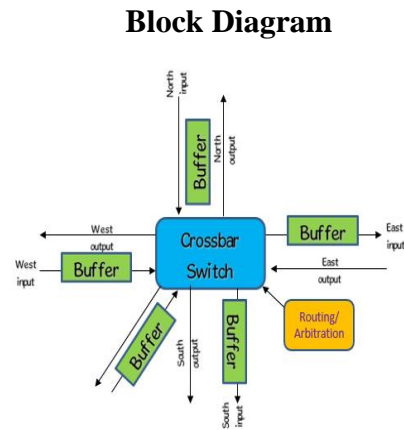 Block Diagram
North
input
Buffer
North
output
West
output
West
input
Buffer
Crossbar
Switch
Buffer
East
input
East
output
Buffer
South
output
Buffer
South
input
Routing/
Arbitration